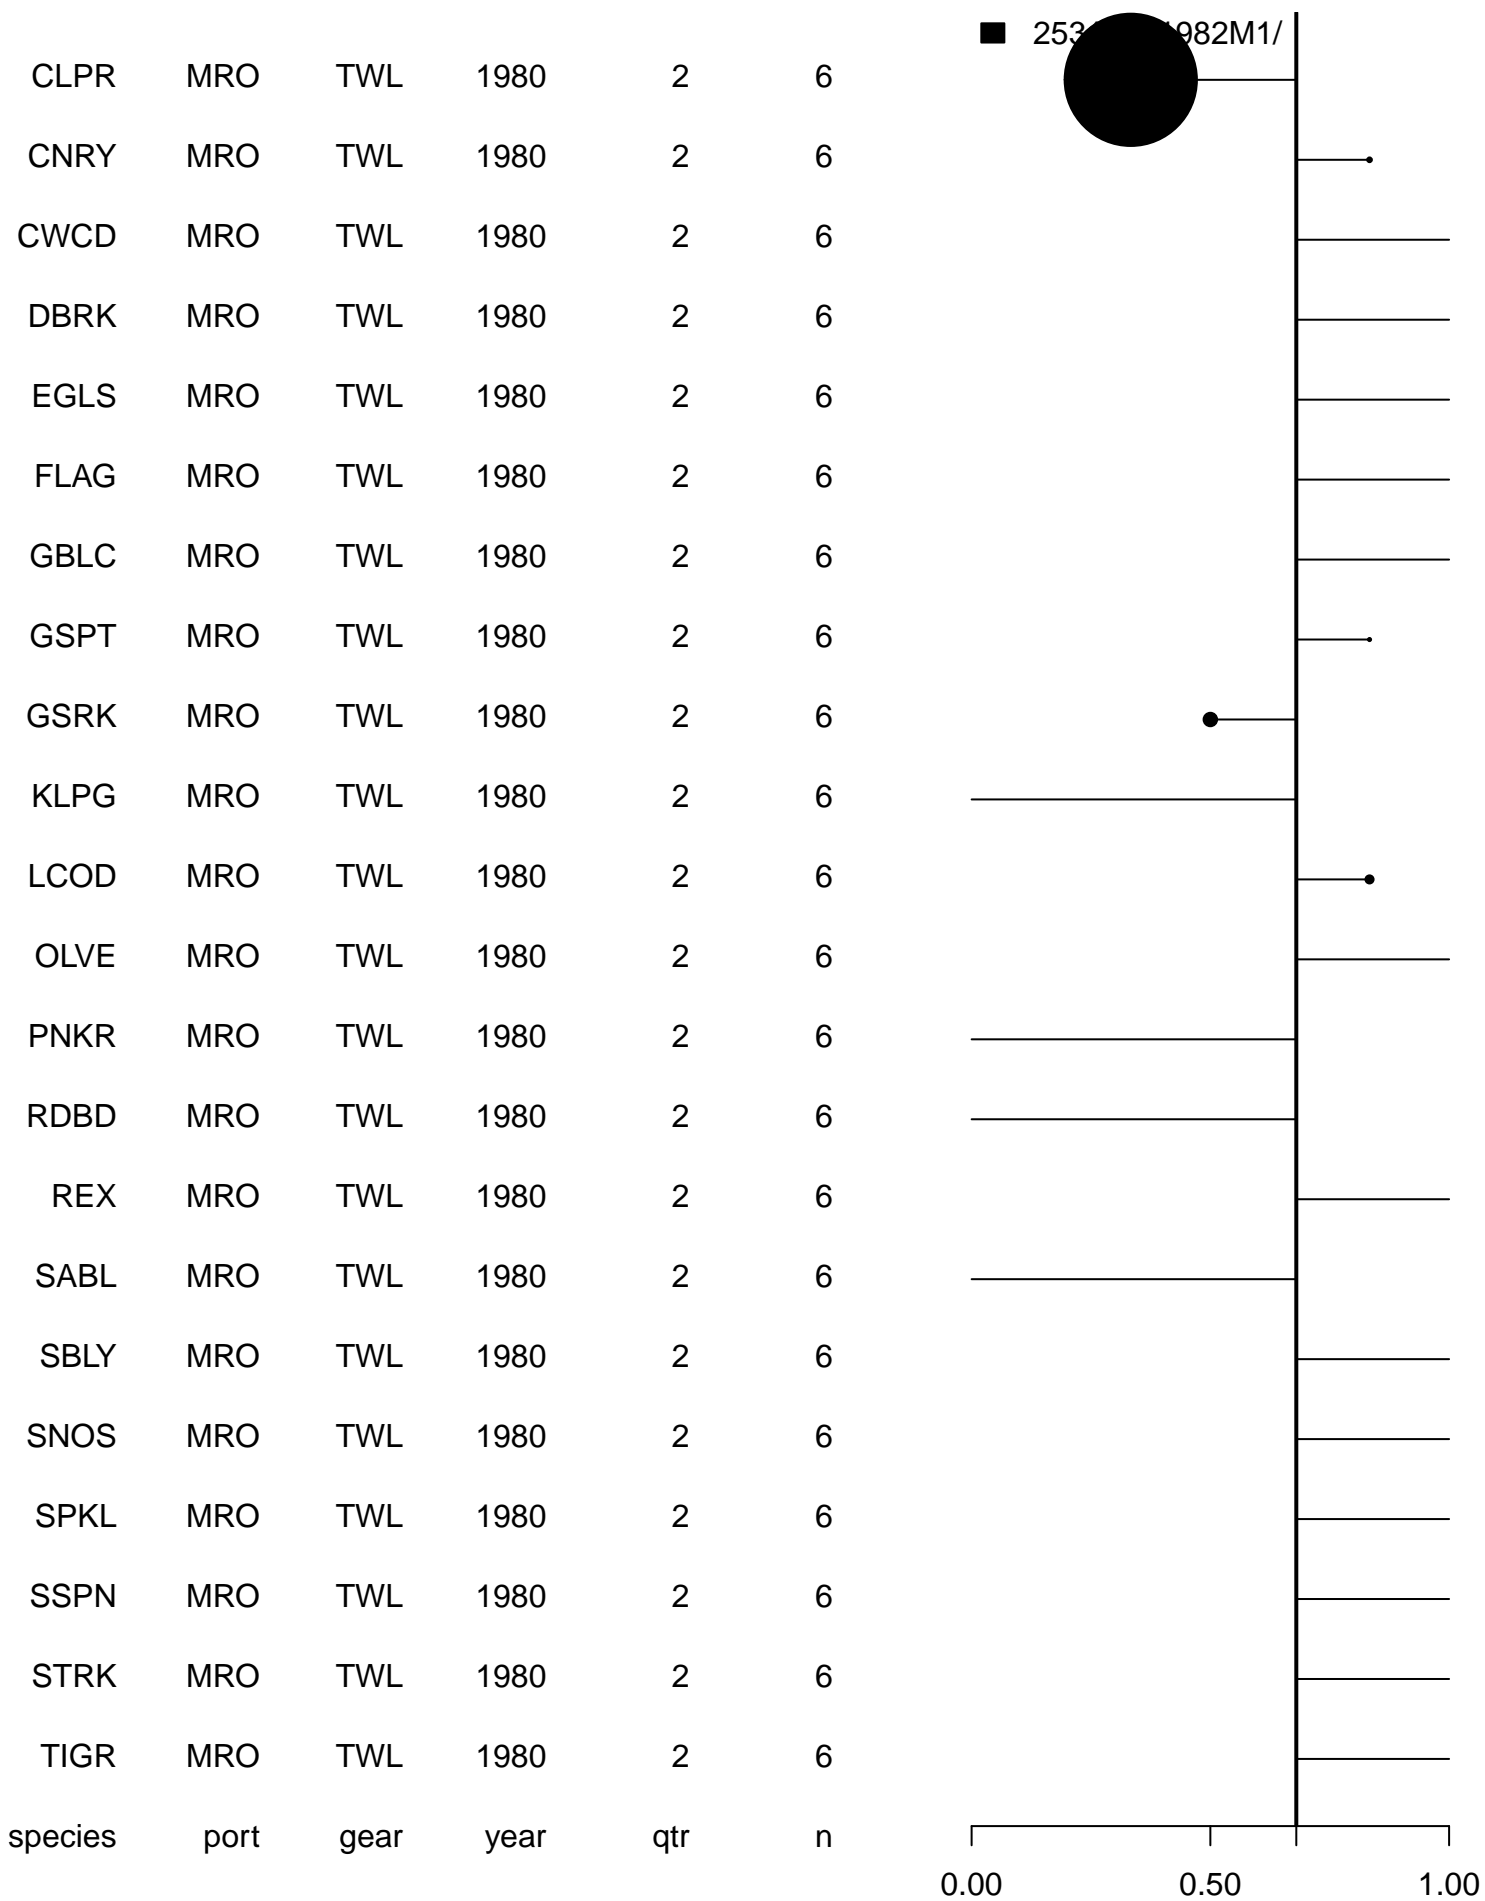 253 982M1/
CLPR MRO TWL 1980 2 6
CNRY MRO TWL 1980 2 6
CWCD MRO TWL 1980 2 6
DBRK MRO TWL 1980 2 6
EGLS MRO TWL 1980 2 6
FLAG MRO TWL 1980 2 6
GBLC MRO TWL 1980 2 6
GSPT MRO TWL 1980 2 6
GSRK MRO TWL 1980 2 6
KLPG MRO TWL 1980 2 6
LCOD MRO TWL 1980 2 6
OLVE MRO TWL 1980 2 6
PNKR MRO TWL 1980 2 6
RDBD MRO TWL 1980 2 6
REX MRO TWL 1980 2 6
SABL MRO TWL 1980 2 6
SBLY MRO TWL 1980 2 6
SNOS MRO TWL 1980 2 6
SPKL MRO TWL 1980 2 6
SSPN MRO TWL 1980 2 6
STRK MRO TWL 1980 2 6
TIGR MRO TWL 1980 2 6
species port gear year qtr n
0.00 0.50 1.00